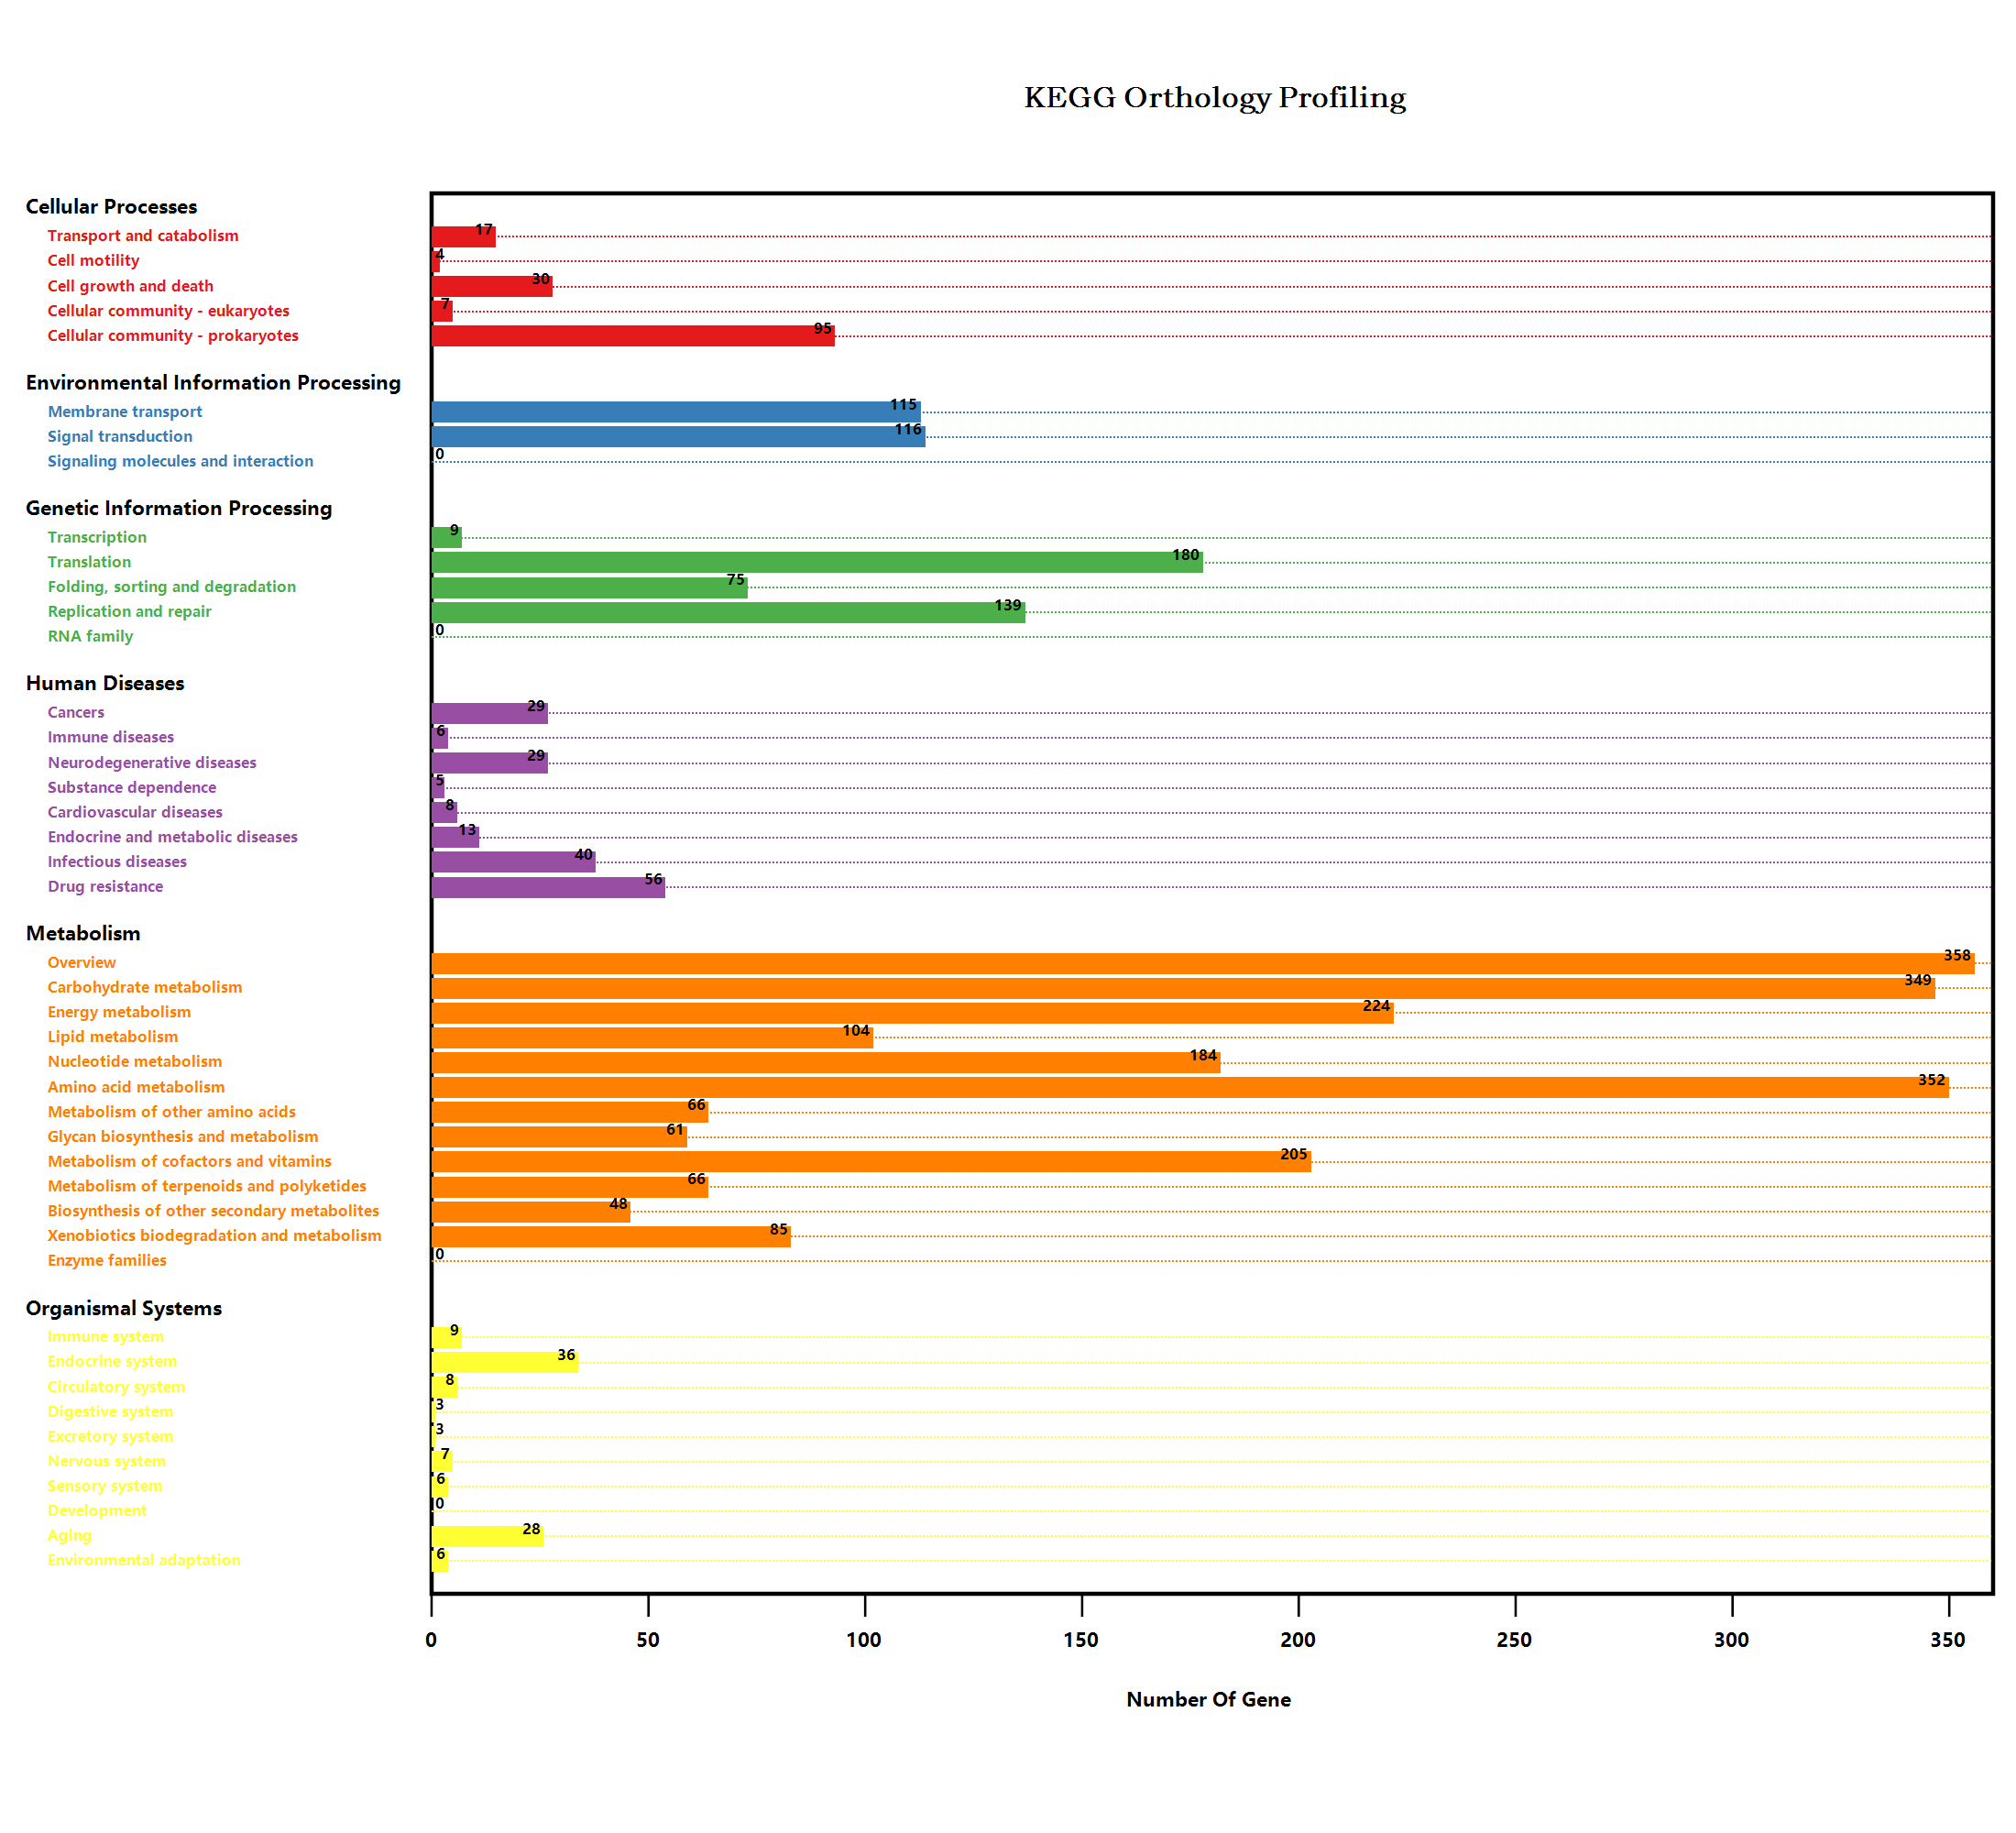 KEGG Orthology Profiling
Cellular Processes
Transport and catabolism 17
Cell motility 4
Cell growth and death 30
Cellular community - eukaryotes 7
Cellular community - prokaryotes 95
Environmental Information Processing
Membrane transport 115
Signal transduction 116
Signaling molecules and interaction 0
Genetic Information Processing
Transcription 9
Translation 180
Folding, sorting and degradation 75
Replication and repair 139
RNA family 0
Human Diseases
Cancers 29
Immune diseases 6
Neurodegenerative diseases 29
Substance dependence 5
Cardiovascular diseases 8
Endocrine and metabolic diseases 13
Infectious diseases 40
Drug resistance 56
Metabolism
Overview 358
Carbohydrate metabolism 349
Energy metabolism 224
Lipid metabolism 104
Nucleotide metabolism 184
Amino acid metabolism 352
Metabolism of other amino acids 66
Glycan biosynthesis and metabolism 61
Metabolism of cofactors and vitamins 205
Metabolism of terpenoids and polyketides 66
Biosynthesis of other secondary metabolites 48
Xenobiotics biodegradation and metabolism 85
Enzyme families 0
Organismal Systems
Immune system 9
Endocrine system 36
Circulatory system 8
Digestive system 3
Excretory system 3
Nervous system 7
Sensory system 6
Development 0
Aging 28
Environmental adaptation 6
0 50 100 150 200 250 300 350
Number Of Gene